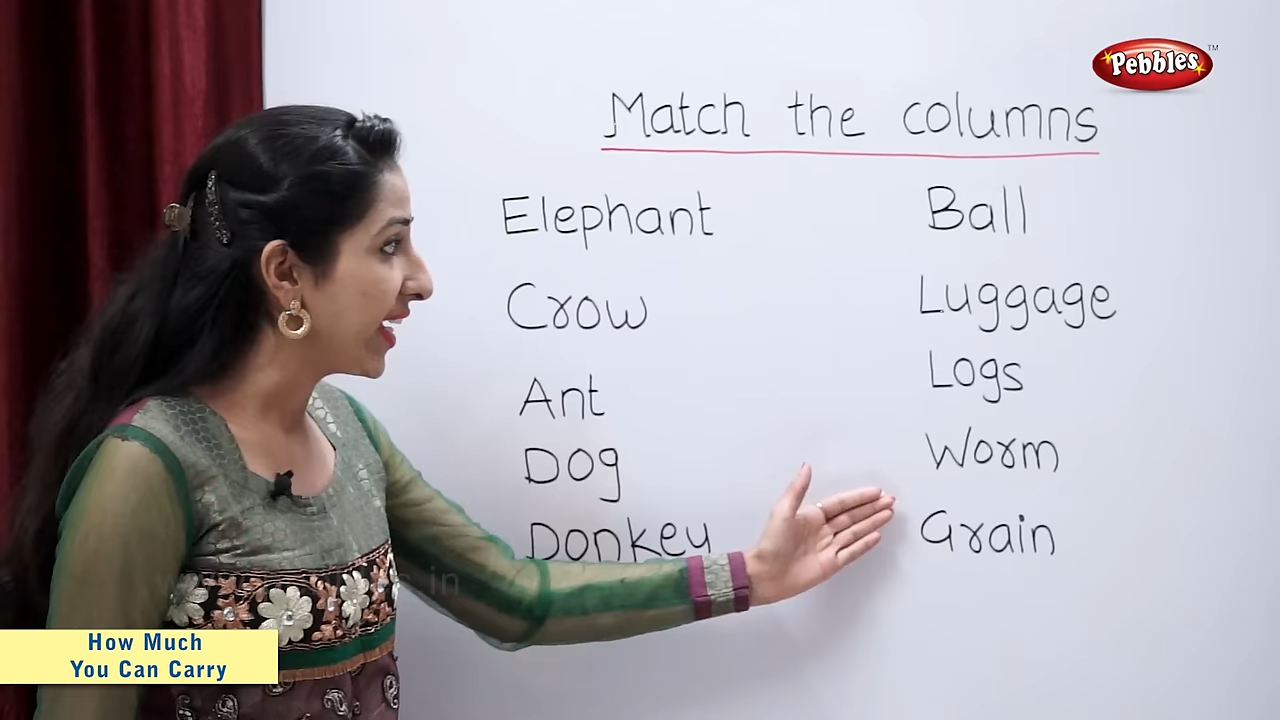 Pebbles TM
Match the columns
Elephant Ball
Crow Luggage
Ant Logs
Dog Worm
Donkey Grain
How Much
You Can Carry